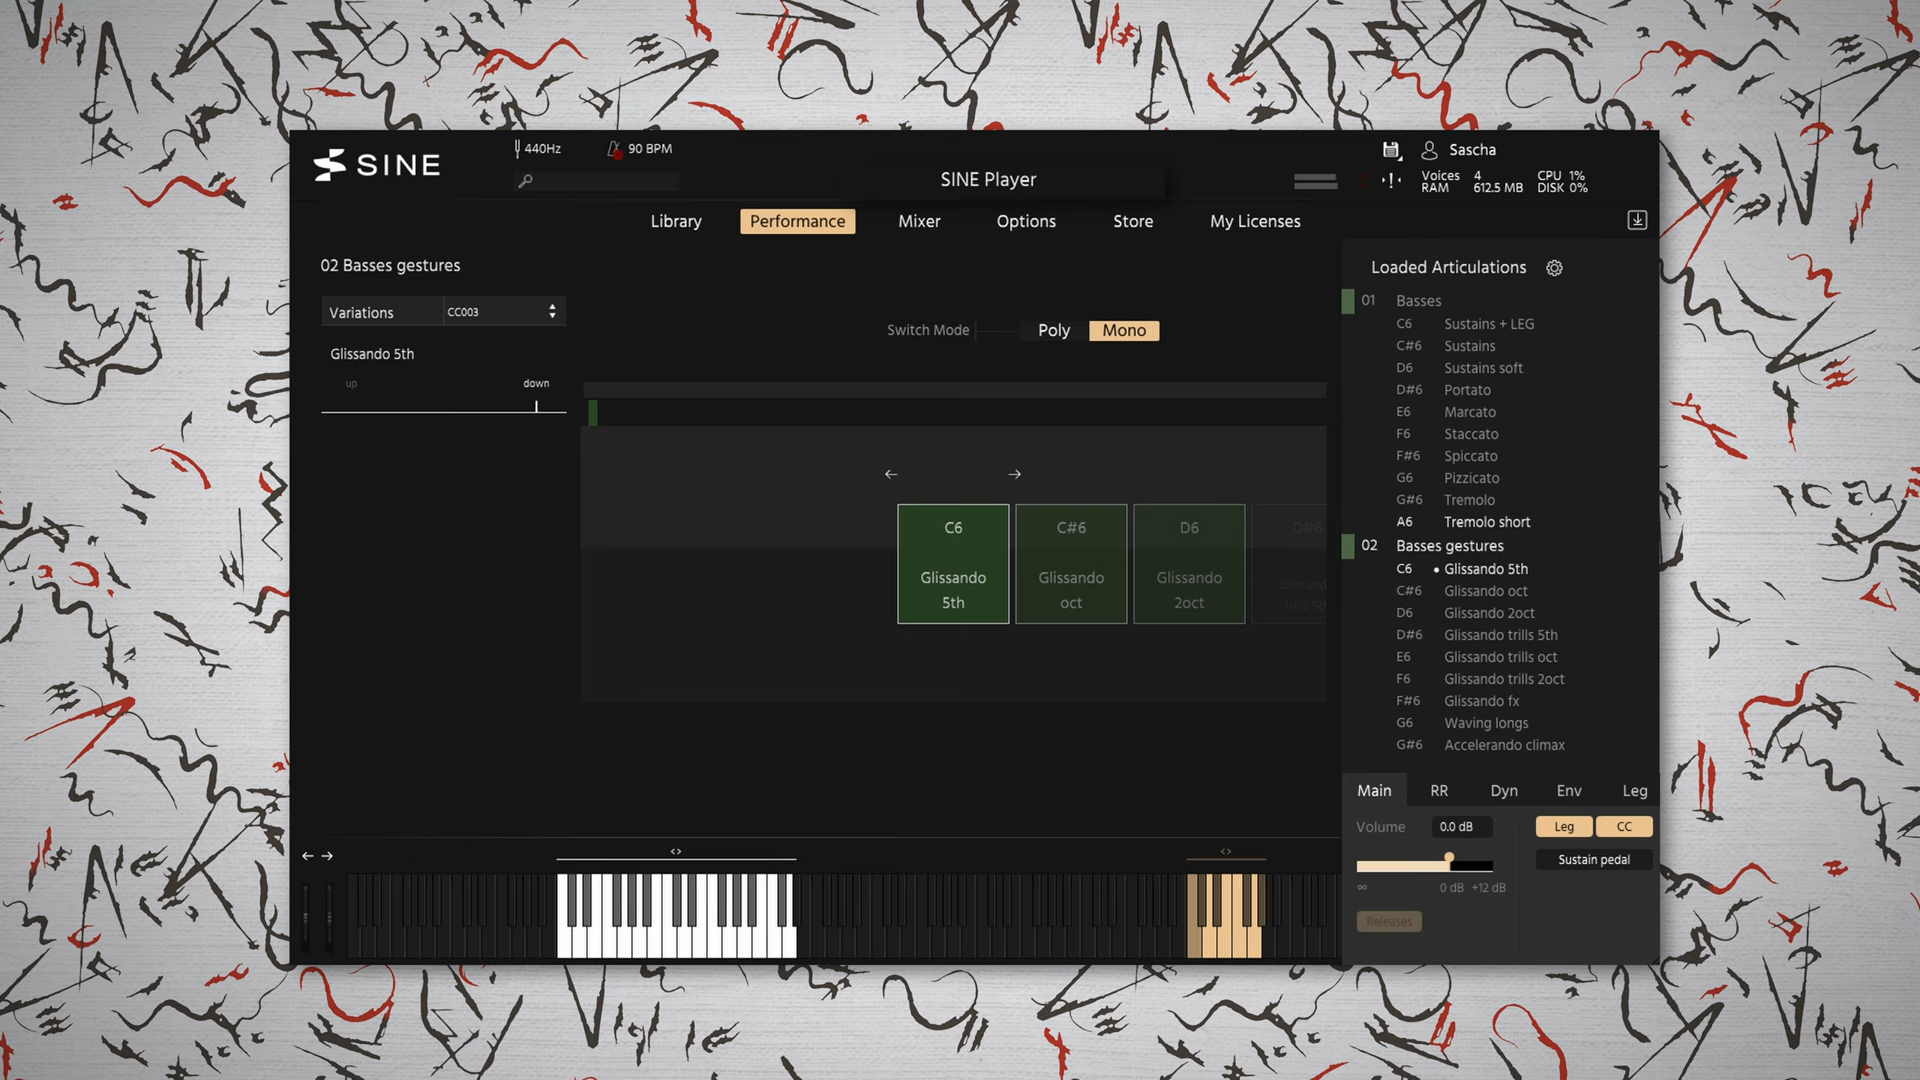 SINE
440Hz
90 BPM
SINE Player
Sascha
Voices 4
RAM 612.5 MB
CPU 1%
DISK 0%
Library
Performance
Mixer
Options
Store
My Licenses
02 Basses gestures
Variations
CC003
Glissando 5th
up
down
Switch Mode
Poly
Mono
C6
Glissando
5th
C#6
Glissando
oct
D6
Glissando
2oct
D#6
Glissando
trills 5th
Loaded Articulations
01 Basses
C6 Sustains + LEG
C#6 Sustains
D6 Sustains soft
D#6 Portato
E6 Marcato
F6 Staccato
F#6 Spiccato
G6 Pizzicato
G#6 Tremolo
A6 Tremolo short
02 Basses gestures
C6 • Glissando 5th
C#6 Glissando oct
D6 Glissando 2oct
D#6 Glissando trills 5th
E6 Glissando trills oct
F6 Glissando trills 2oct
F#6 Glissando fx
G6 Waving longs
G#6 Accelerando climax
Main
RR
Dyn
Env
Leg
Volume
0.0 dB
Leg
CC
Sustain pedal
∞
0 dB
+12 dB
Releases